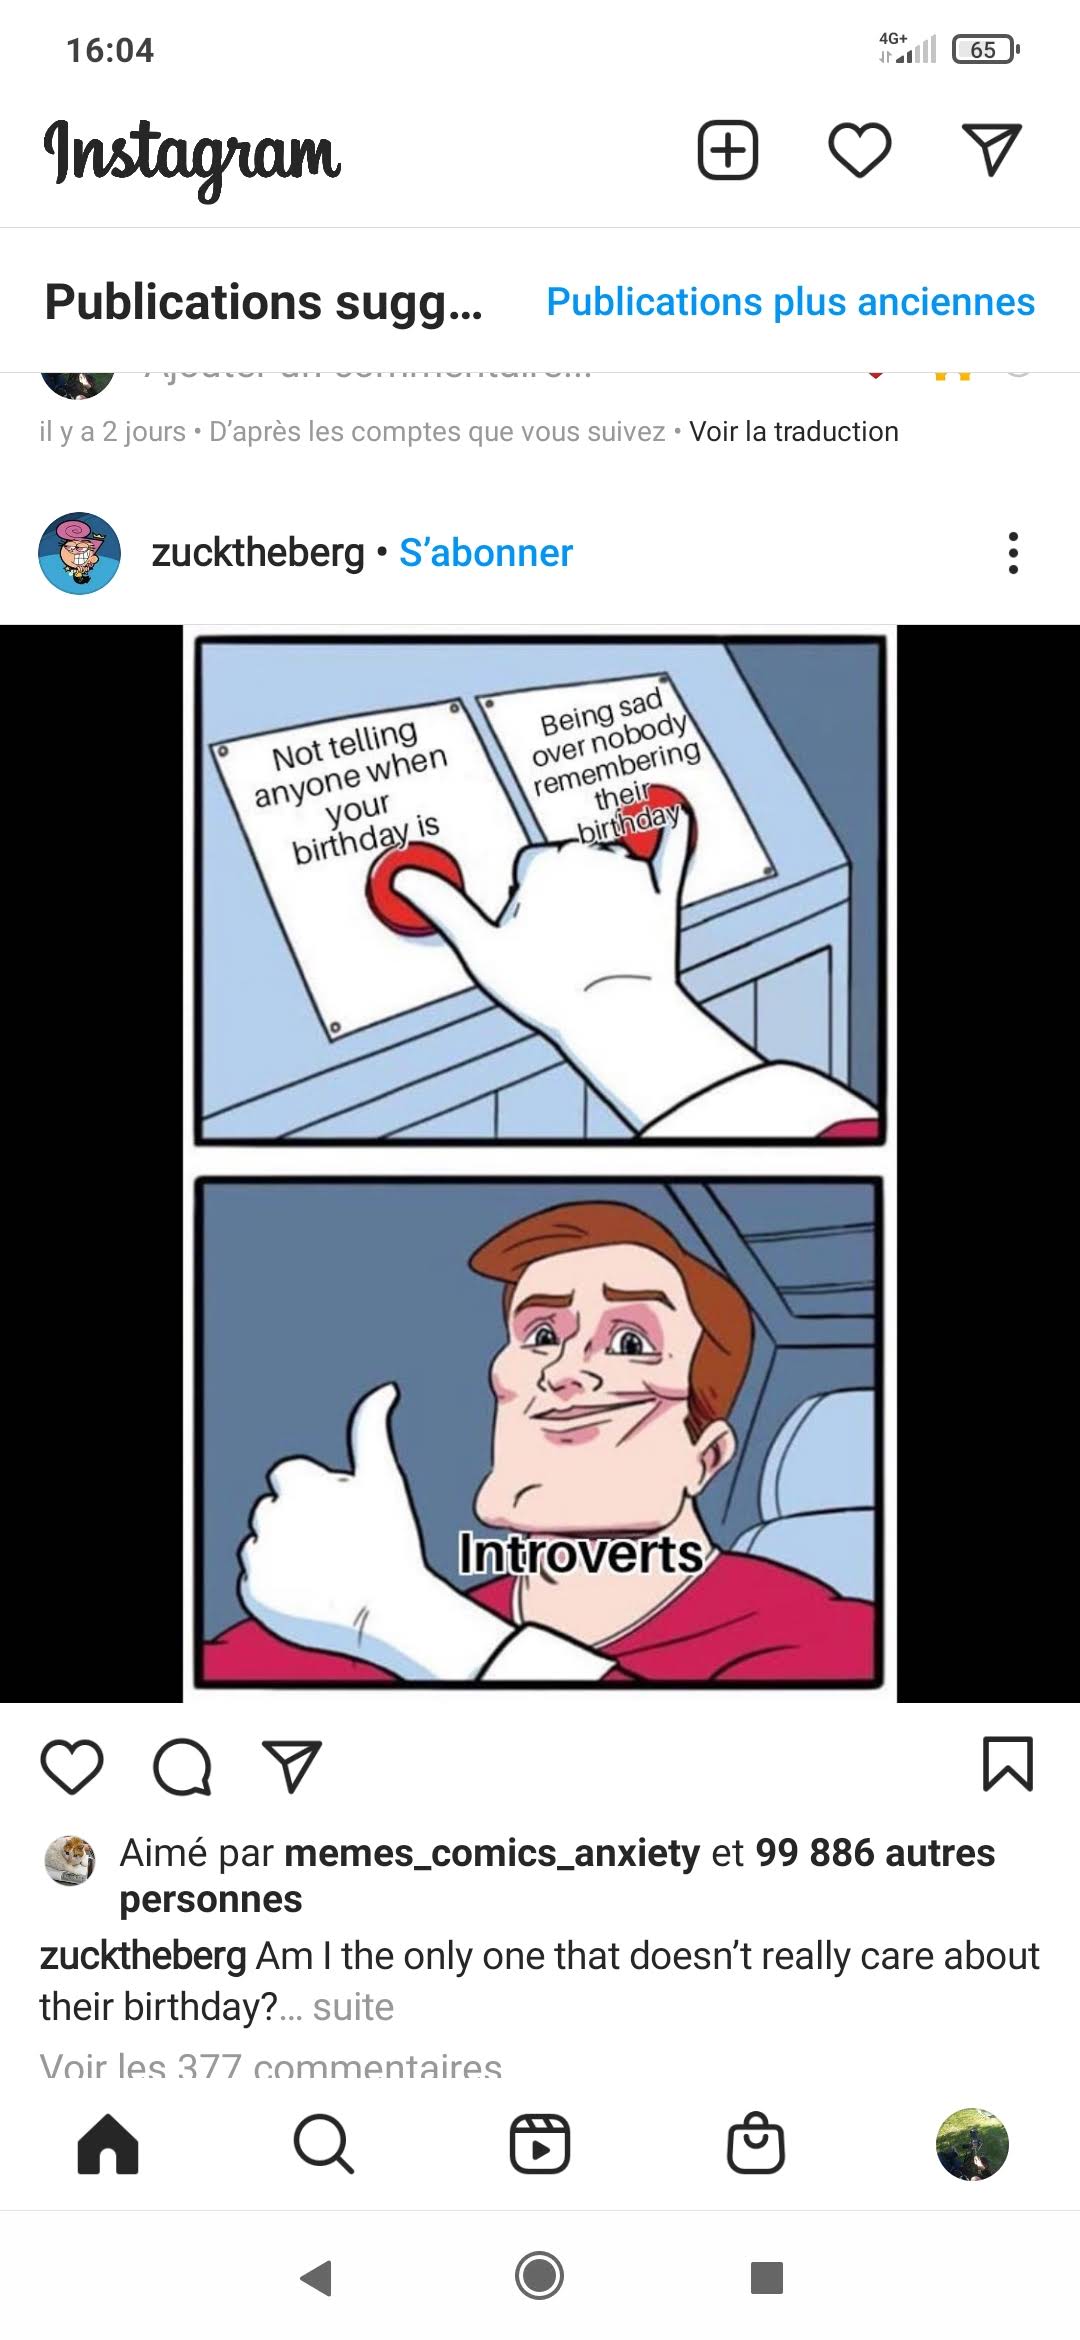 16:04
4G+
65
Instagram
Publications sugg...
Publications plus anciennes
Ajouter un commentaire...
il y a 2 jours • D'après les comptes que vous suivez • Voir la traduction
zucktheberg • S'abonner
Not telling
anyone when
your
birthday is
Being sad
over nobody
remembering
their
birthday
Introverts
Aimé par memes_comics_anxiety et 99 886 autres
personnes
zucktheberg Am I the only one that doesn't really care about
their birthday?... suite
Voir les 377 commentaires